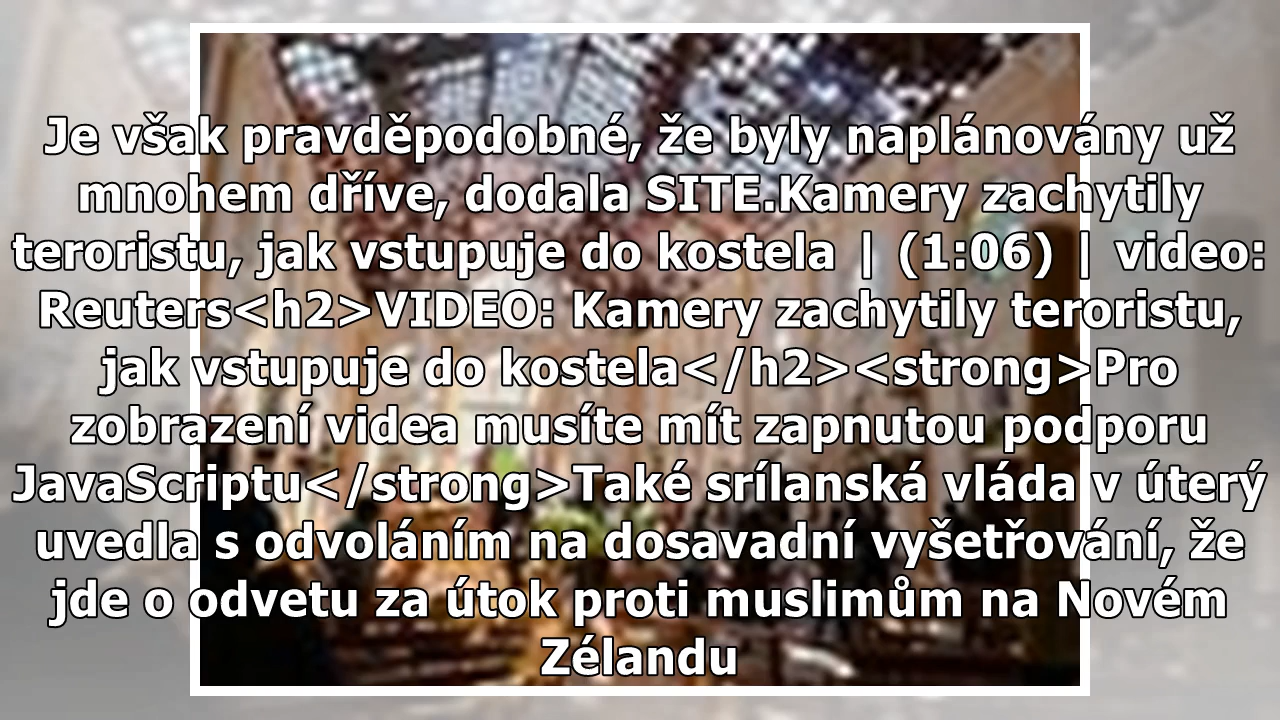 Je však pravděpodobné, že byly naplánovány už
mnohem dříve, dodala SITE.Kamery zachytily
teroristu, jak vstupuje do kostela | (1:06) | video:
Reuters<h2>VIDEO: Kamery zachytily teroristu,
jak vstupuje do kostela</h2><strong>Pro
zobrazení videa musíte mít zapnutou podporu
JavaScriptu</strong>Také srílanská vláda v úterý
uvedla s odvoláním na dosavadní vyšetřování, že
jde o odvetu za útok proti muslimům na Novém
Zélandu